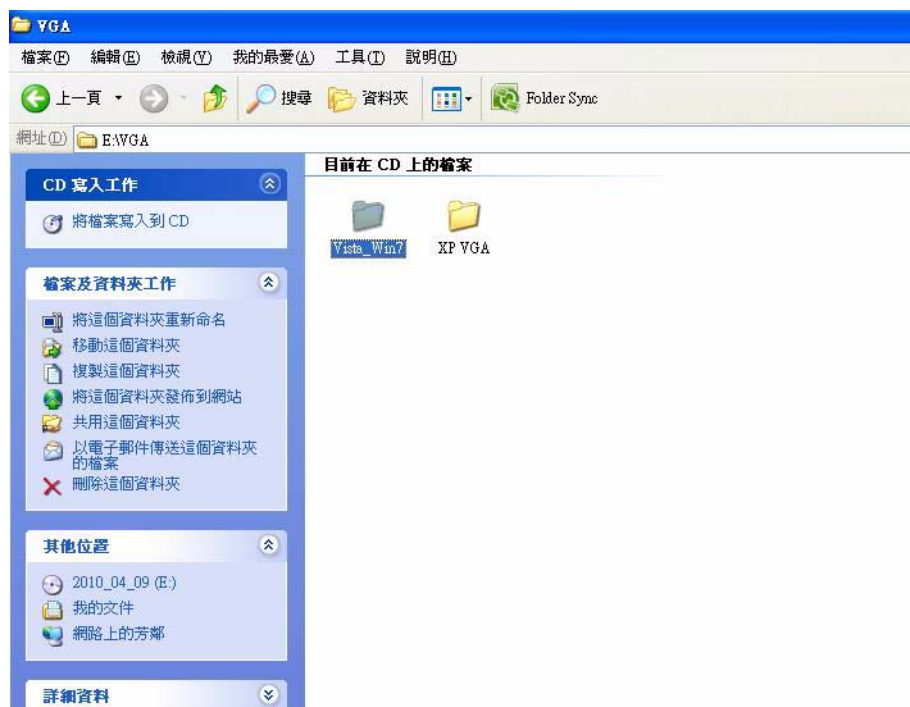 VGA
檔案(F) 編輯(E) 檢視(V) 我的最愛(A) 工具(T) 說明(H)
上一頁 搜尋 資料夾 Folder Sync
網址(D) E:\VGA
目前在 CD 上的檔案
Vista_Win7 XP VGA
CD 寫入工作
將檔案寫入到 CD
檔案及資料夾工作
將這個資料夾重新命名
移動這個資料夾
複製這個資料夾
將這個資料夾發佈到網站
共用這個資料夾
以電子郵件傳送這個資料夾
的檔案
刪除這個資料夾
其他位置
2010_04_09 (E:)
我的文件
網路上的芳鄰
詳細資料